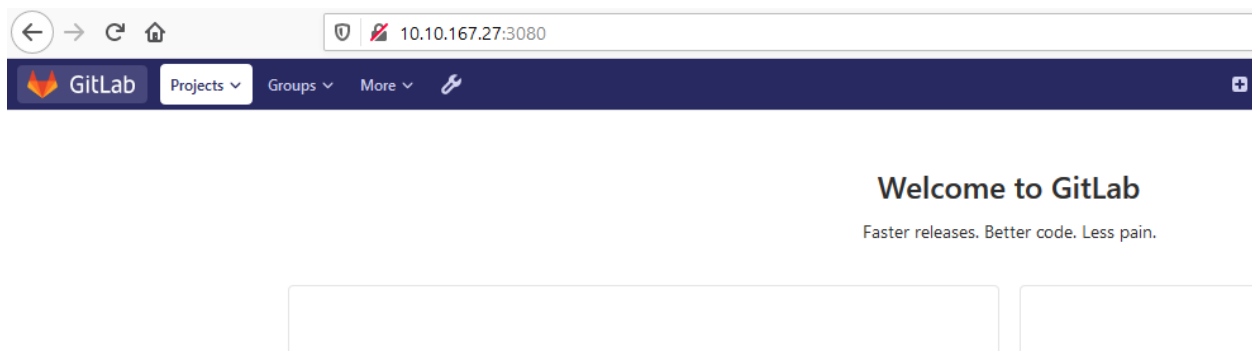 10.10.167.27:3080
GitLab Projects Groups More
Welcome to GitLab
Faster releases. Better code. Less pain.